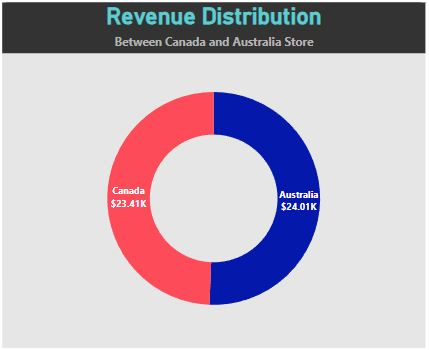 Revenue Distribution
Between Canada and Australia Store
Canada
$23.41K
Australia
$24.01K